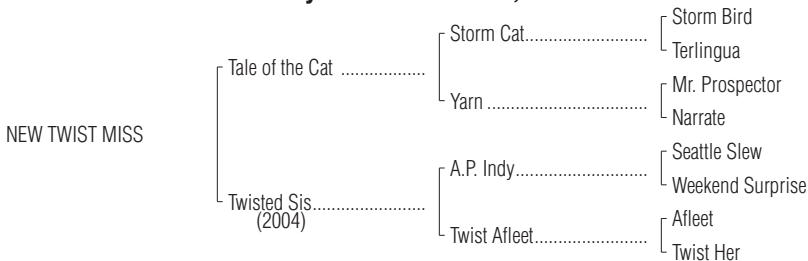 Storm Bird
Storm Cat..............................
Terlingua
Tale of the Cat ..................
Mr. Prospector
Yarn ..................................
Narrate
NEW TWIST MISS
Seattle Slew
A.P. Indy............................
Weekend Surprise
Twisted Sis........................
(2004)
Afleet
Twist Afleet........................
Twist Her